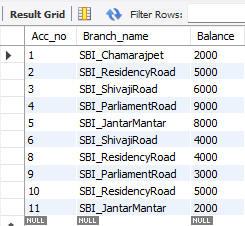 Result Grid Filter Rows:
Acc_no Branch_name Balance
1 SBI_Chamarajpet 2000
2 SBI_ResidencyRoad 5000
3 SBI_ShivajiRoad 6000
4 SBI_ParliamentRoad 9000
5 SBI_JantarMantar 8000
6 SBI_ShivajiRoad 4000
8 SBI_ResidencyRoad 4000
9 SBI_ParliamentRoad 3000
10 SBI_ResidencyRoad 5000
11 SBI_JantarMantar 2000
NULL NULL NULL